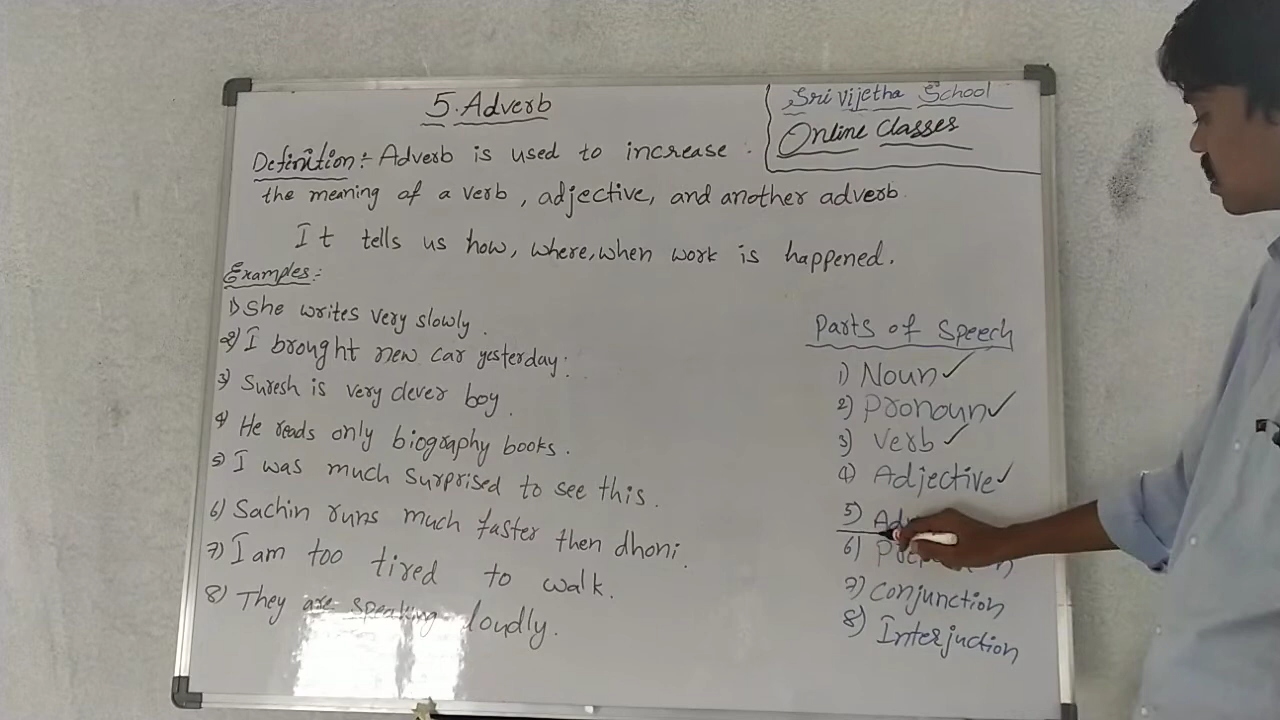 5. Adverb
Sri Vijetha School
Online Classes
Definition:- Adverb is used to increase
the meaning of a verb, adjective, and another adverb.
It tells us how, where, when work is happened.
Examples:-
1) She writes very slowly.
2) I brought new car yesterday.
3) Suresh is very clever boy.
4) He reads only biography books.
5) I was much surprised to see this.
6) Sachin runs much faster then dhoni.
7) I am too tired to walk.
8) They are speaking loudly.
Parts of Speech
1) Noun ✓
2) Pronoun ✓
3) Verb ✓
4) Adjective ✓
5)
6)
7) Conjunction
8) Interjuction